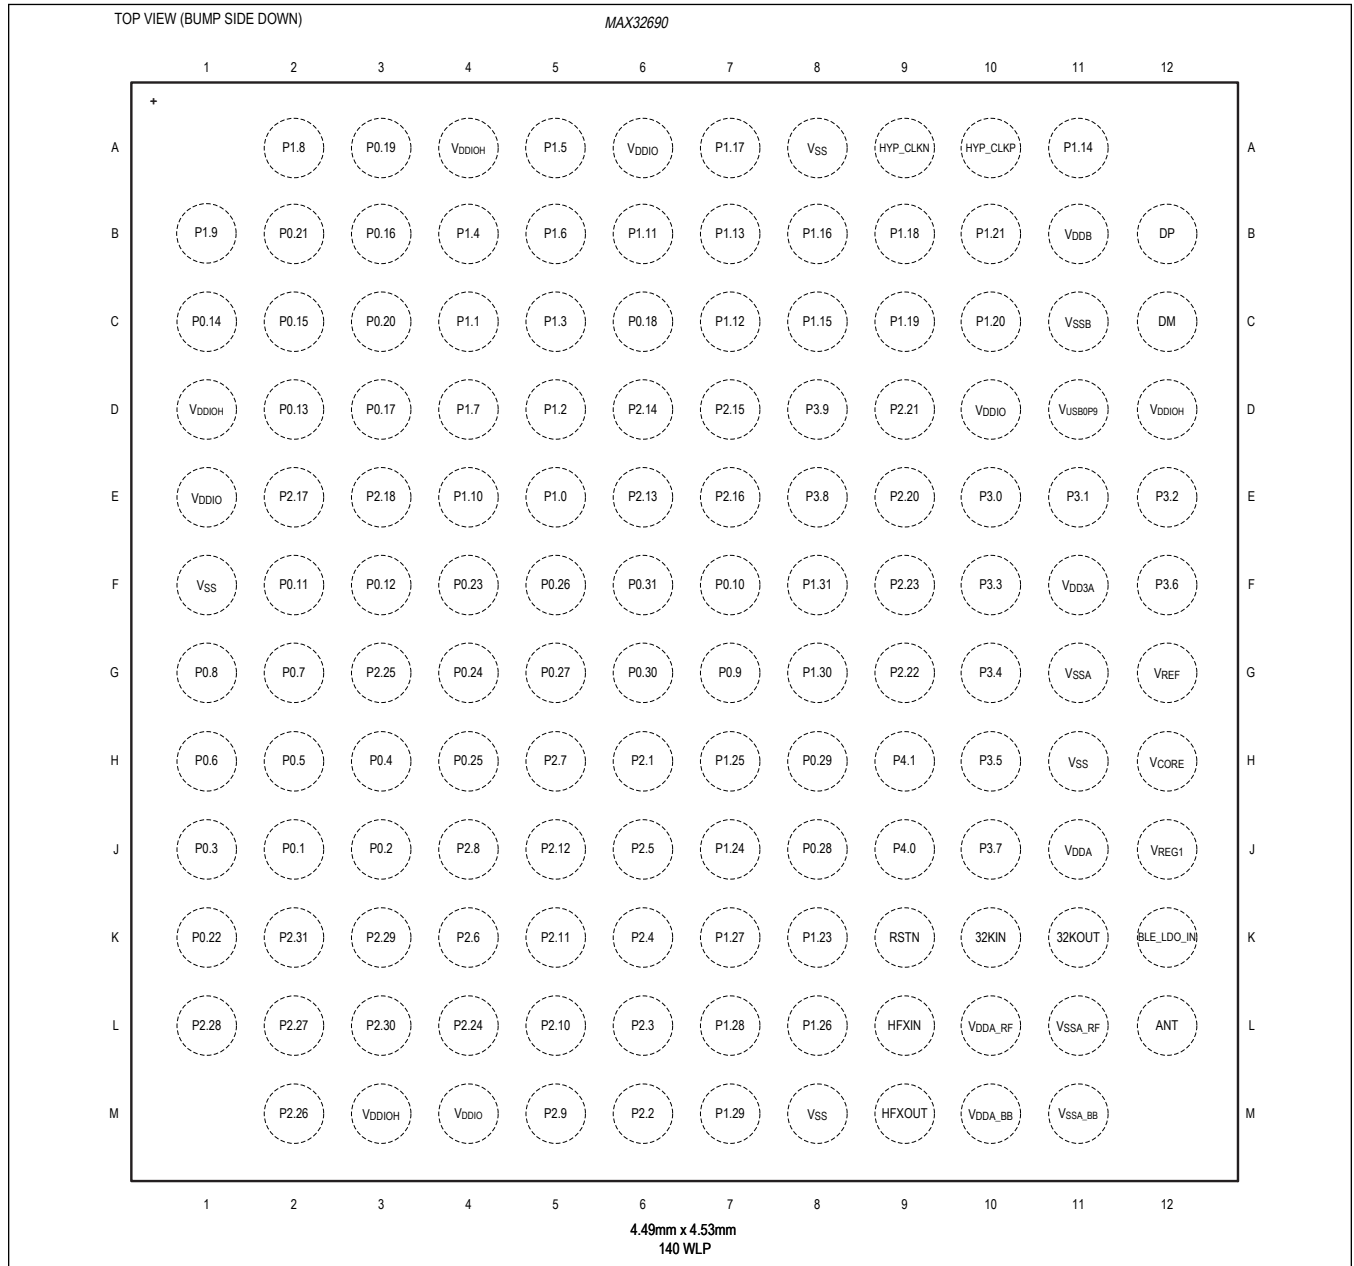 TOP VIEW (BUMP SIDE DOWN) MAX32690
1 2 3 4 5 6 7 8 9 10 11 12
+
A P1.8 P0.19 VDDIOH P1.5 VDDIO P1.17 VSS HYP_CLKN HYP_CLKP P1.14 A
B P1.9 P0.21 P0.16 P1.4 P1.6 P1.11 P1.13 P1.16 P1.18 P1.21 VDDB DP B
C P0.14 P0.15 P0.20 P1.1 P1.3 P0.18 P1.12 P1.15 P1.19 P1.20 VSSB DM C
D VDDIOH P0.13 P0.17 P1.7 P1.2 P2.14 P2.15 P3.9 P2.21 VDDIO VUSB0P9 VDDIOH D
E VDDIO P2.17 P2.18 P1.10 P1.0 P2.13 P2.16 P3.8 P2.20 P3.0 P3.1 P3.2 E
F VSS P0.11 P0.12 P0.23 P0.26 P0.31 P0.10 P1.31 P2.23 P3.3 VDD3A P3.6 F
G P0.8 P0.7 P2.25 P0.24 P0.27 P0.30 P0.9 P1.30 P2.22 P3.4 VSSA VREF G
H P0.6 P0.5 P0.4 P0.25 P2.7 P2.1 P1.25 P0.29 P4.1 P3.5 VSS VCORE H
J P0.3 P0.1 P0.2 P2.8 P2.12 P2.5 P1.24 P0.28 P4.0 P3.7 VDDA VREG1 J
K P0.22 P2.31 P2.29 P2.6 P2.11 P2.4 P1.27 P1.23 RSTN 32KIN 32KOUT BLE_LDO_IN K
L P2.28 P2.27 P2.30 P2.24 P2.10 P2.3 P1.28 P1.26 HFXIN VDDA_RF VSSA_RF ANT L
M P2.26 VDDIOH VDDIO P2.9 P2.2 P1.29 VSS HFXOUT VDDA_BB VSSA_BB M
1 2 3 4 5 6 7 8 9 10 11 12
4.49mm x 4.53mm
140 WLP